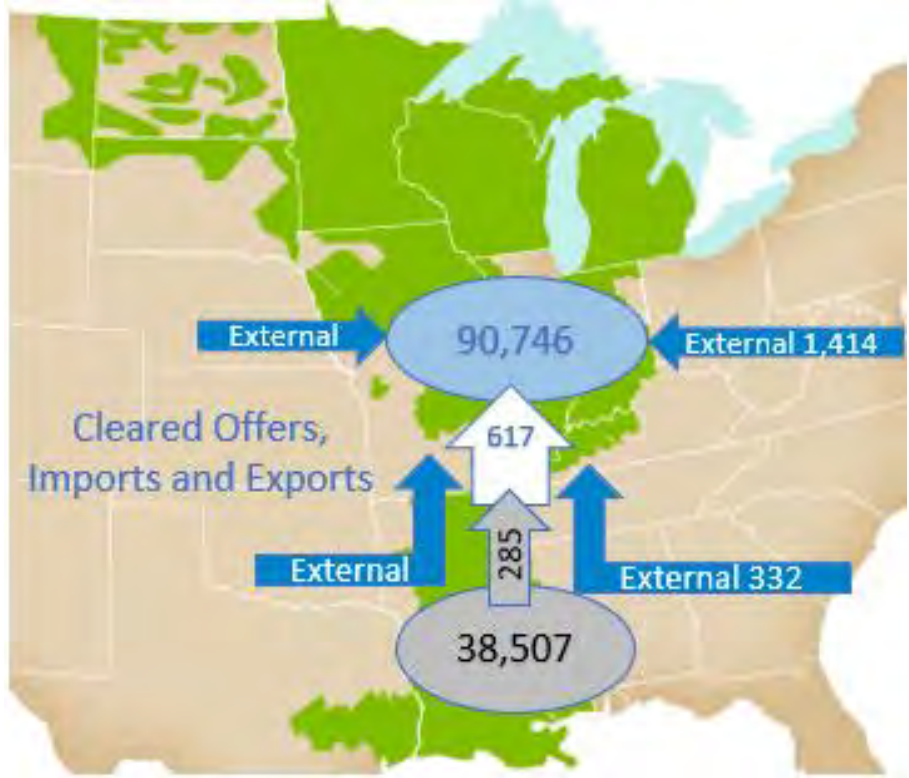 External
90,746
External 1,414
Cleared Offers,
Imports and Exports
617
285
External
External 332
38,507